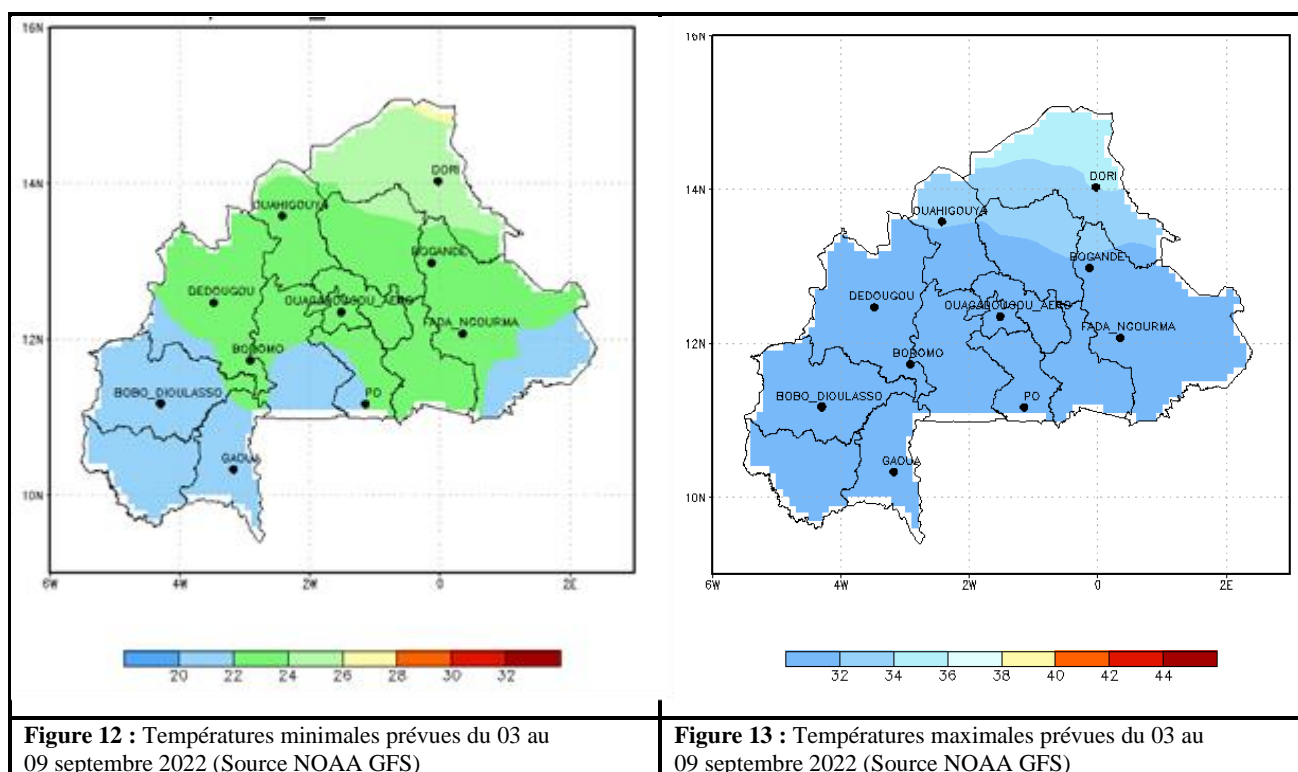 16N
14N
12N
10N
6W 4W 2W 0 2E
DORI
OUAHIGOUYA
BOGANDE
DEDOUGOU
OUAGADOUGOU_AERO
FADA_NGOURMA
BOROMO
BOBO_DIOULASSO
PO
GAOUA
20 22 24 26 28 30 32
16N
14N
12N
10N
6W 4W 2W 0 2E
DORI
OUAHIGOUYA
BOGANDE
DEDOUGOU
OUAGADOUGOU_AERO
FADA_NGOURMA
BOROMO
BOBO_DIOULASSO
PO
GAOUA
32 34 36 38 40 42 44
Figure 12 : Températures minimales prévues du 03 au
09 septembre 2022 (Source NOAA GFS)
Figure 13 : Températures maximales prévues du 03 au
09 septembre 2022 (Source NOAA GFS)